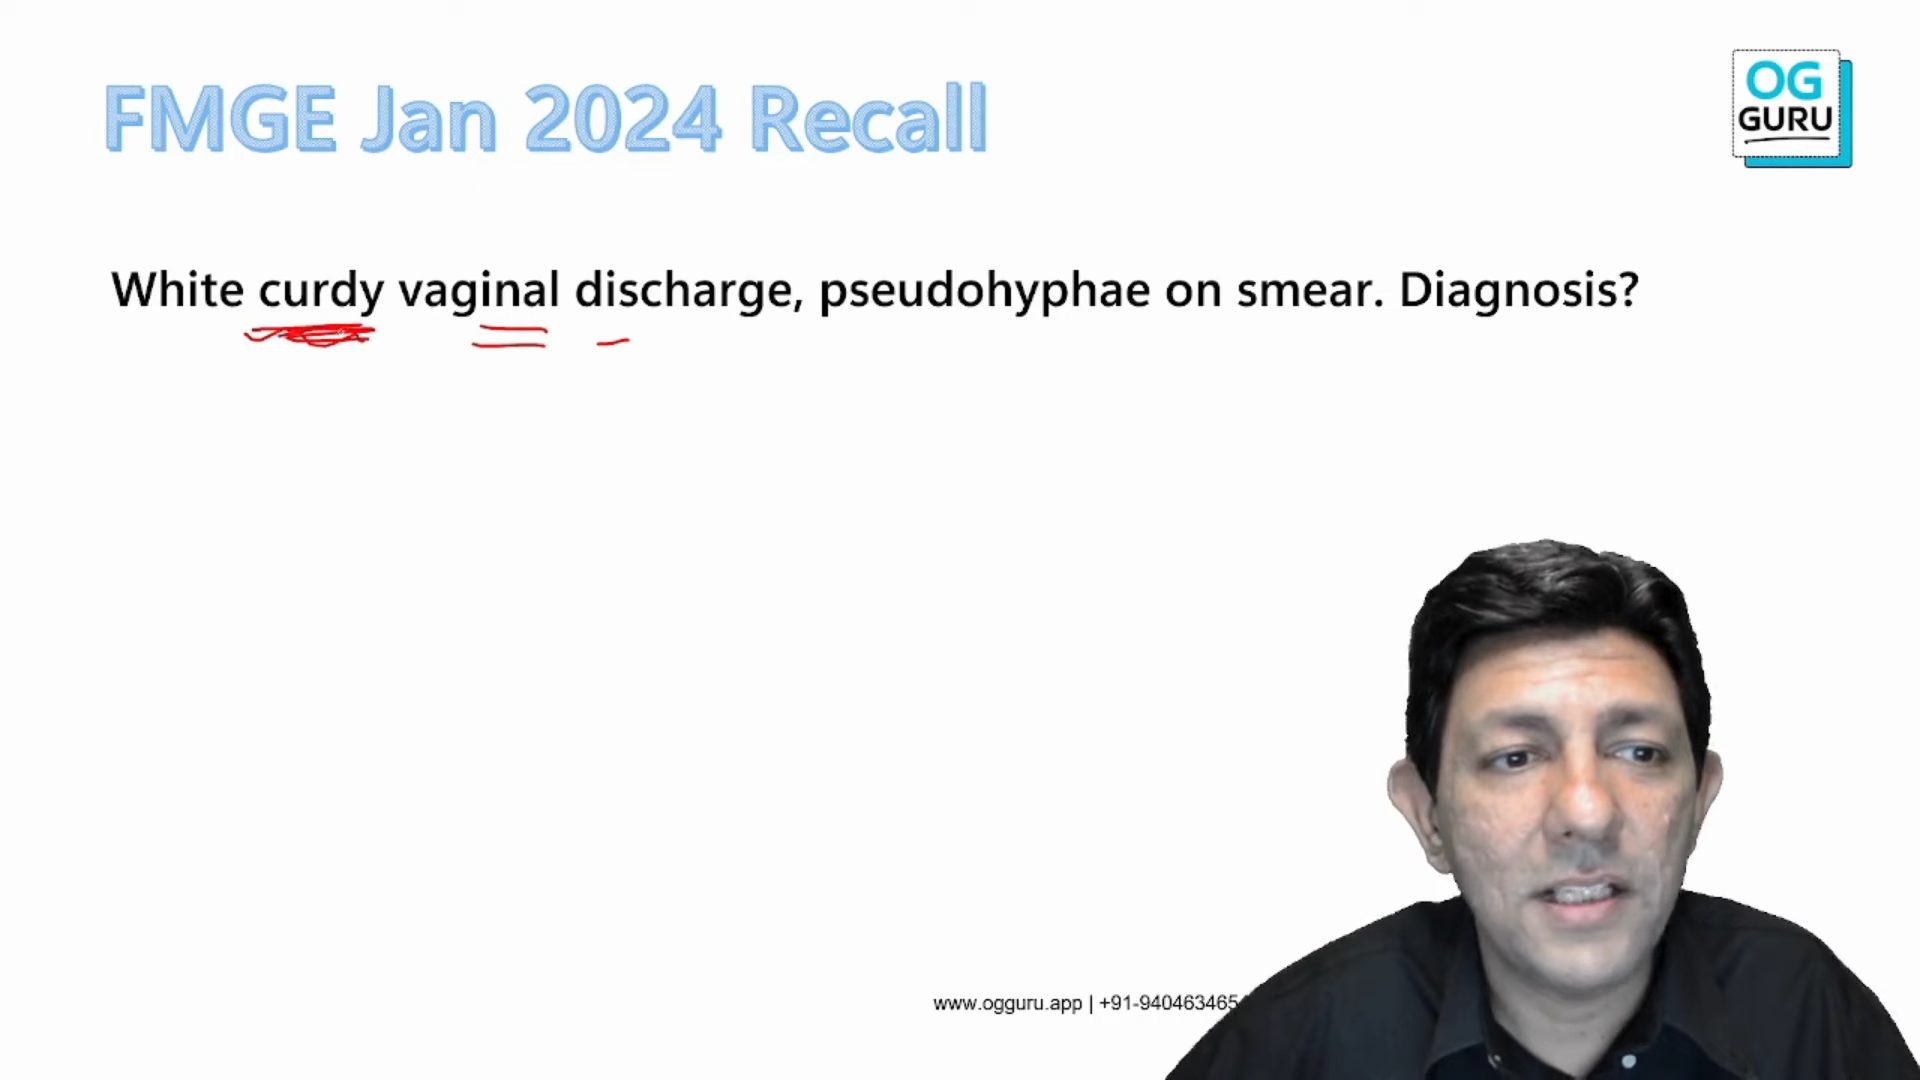 FMGE Jan 2024 Recall
OG
GURU
White curdy vaginal discharge, pseudohyphae on smear. Diagnosis?
www.ogguru.app | +91-940463465